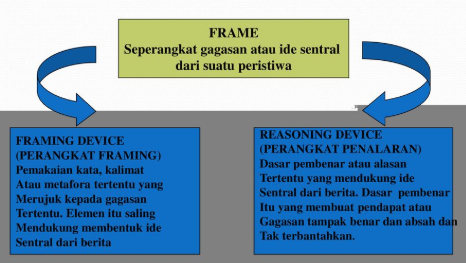 FRAME
Seperangkat gagasan atau ide sentral
dari suatu peristiwa
FRAMING DEVICE
(PERANGKAT FRAMING)
Pemakaian kata, kalimat
Atau metafora tertentu yang
Merujuk kepada gagasan
Tertentu. Elemen itu saling
Mendukung membentuk ide
Sentral dari berita
REASONING DEVICE
(PERANGKAT PENALARAN)
Dasar pembenar atau alasan
Tertentu yang mendukung ide
Sentral dari berita. Dasar pembenar
Itu yang membuat pendapat atau
Gagasan tampak benar dan absah dan
Tak terbantahkan.